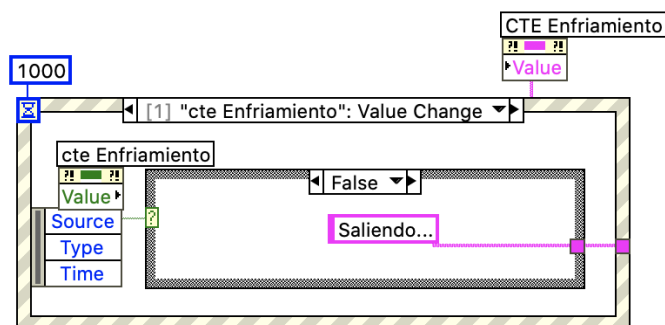 CTE Enfriamiento
?! ?!
Value
1000
[1] "cte Enfriamiento": Value Change
cte Enfriamiento
?! ?!
Value
False
Source
?
Saliendo...
Type
Time